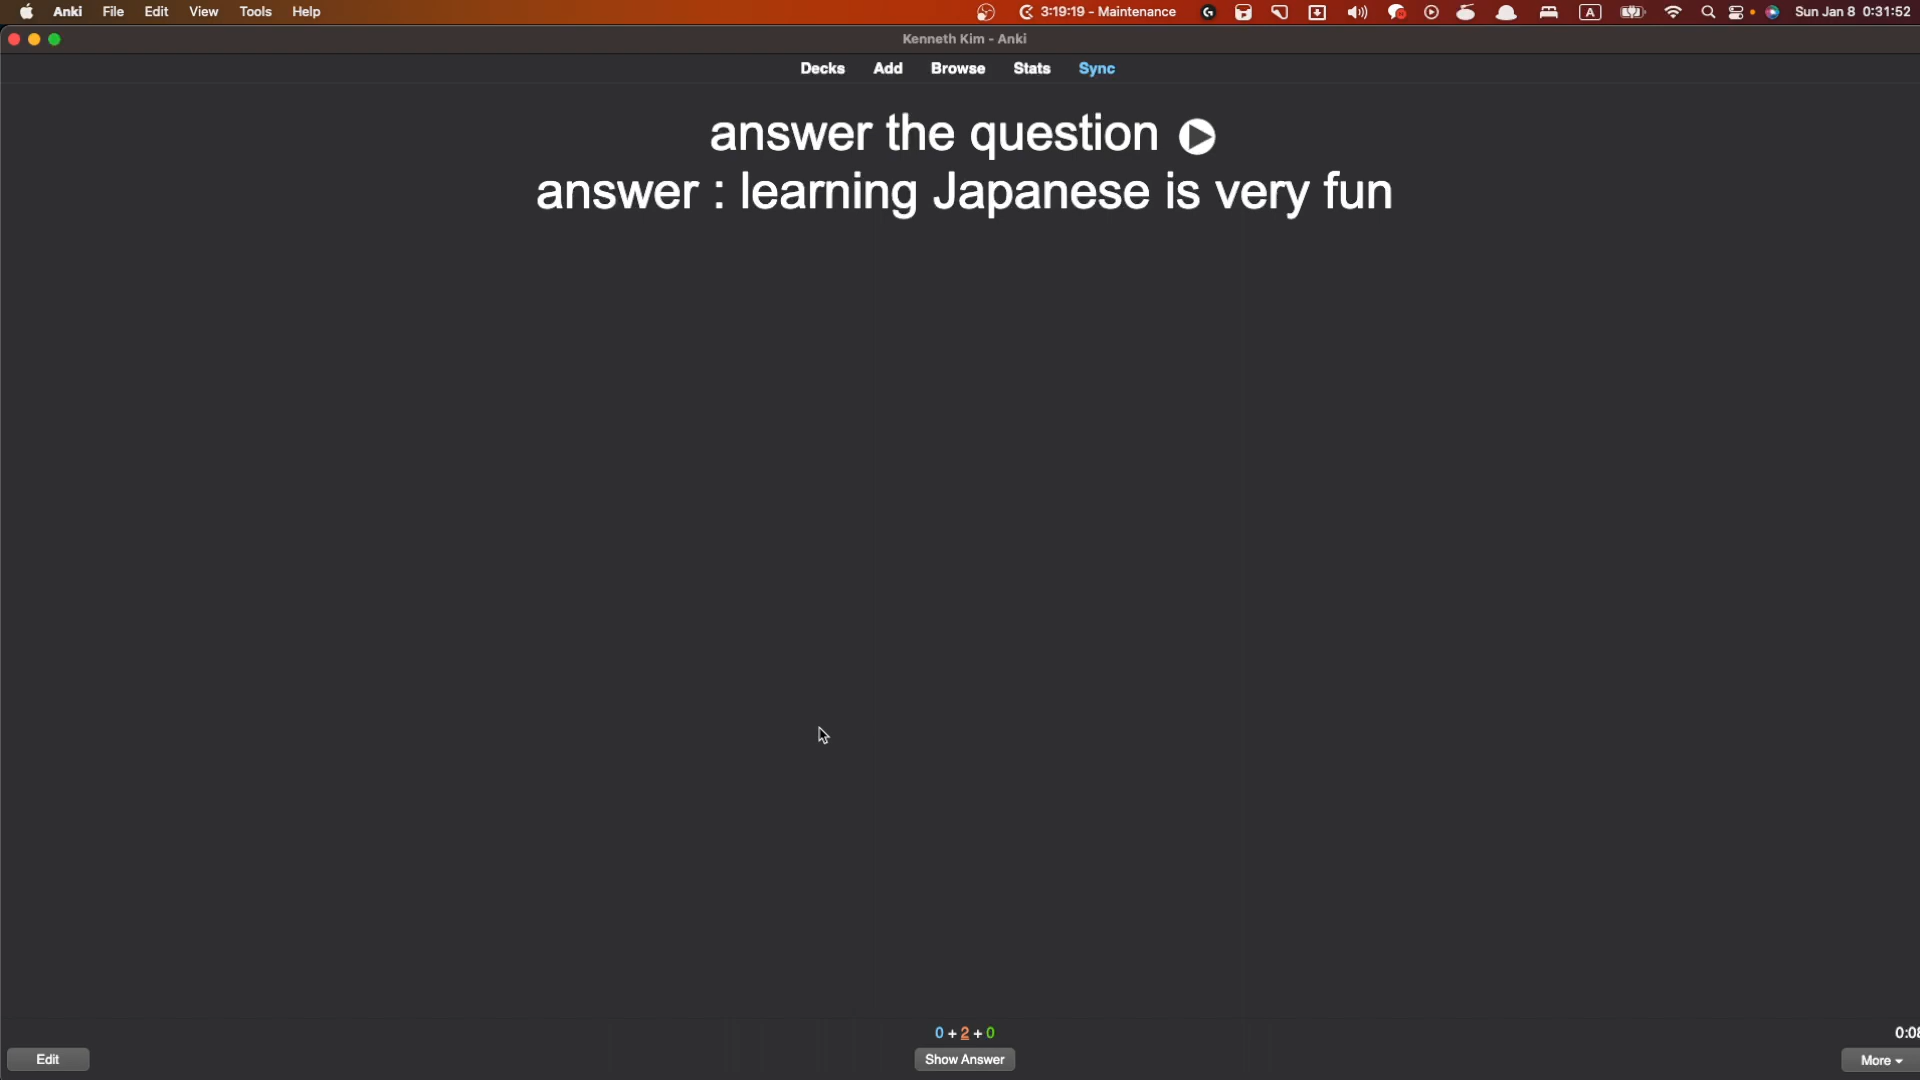 Anki File Edit View Tools Help 3:19:19 - Maintenance A Sun Jan 8 0:31:52
Kenneth Kim - Anki
Decks Add Browse Stats Sync
answer the question
answer : learning Japanese is very fun
0 + 2 + 0
Edit Show Answer More